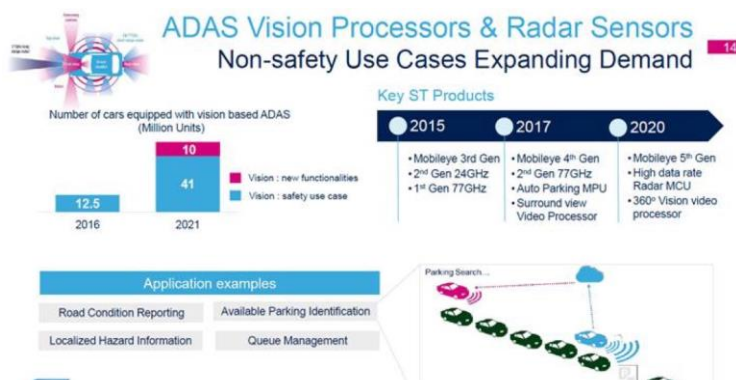 ADAS Vision Processors & Radar Sensors
Non-safety Use Cases Expanding Demand
14
Number of cars equipped with vision based ADAS
(Million Units)
10
41
12.5
2016
2021
Vision : new functionalities
Vision : safety use case
Key ST Products
2015
2017
2020
•Mobileye 3rd Gen
•2nd Gen 24GHz
•1st Gen 77GHz
•Mobileye 4th Gen
•2nd Gen 77GHz
•Auto Parking MPU
•Surround view
Video Processor
•Mobileye 5th Gen
•High data rate
Radar MCU
•360º Vision video
processor
Application examples
Road Condition Reporting
Available Parking Identification
Localized Hazard Information
Queue Management
Parking Search...